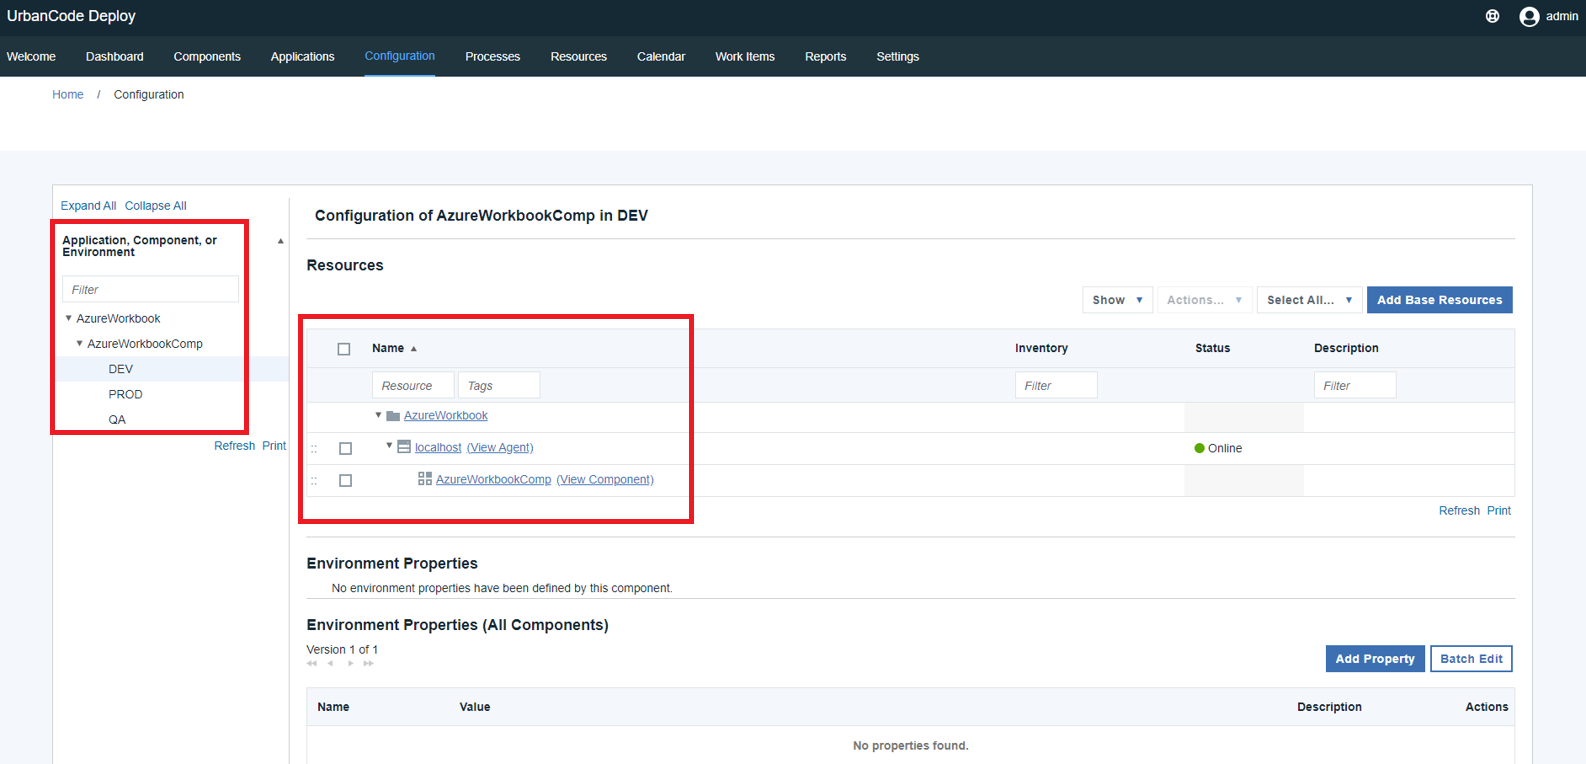 UrbanCode Deploy
admin
Welcome Dashboard Components Applications Configuration Processes Resources Calendar Work Items Reports Settings
Home / Configuration
Expand All Collapse All
Application, Component, or
Environment
Filter
AzureWorkbook
AzureWorkbookComp
DEV
PROD
QA
Refresh Print
Configuration of AzureWorkbookComp in DEV
Resources
Show Actions... Select All... Add Base Resources
Name Inventory Status Description
Resource Tags Filter Filter
AzureWorkbook
localhost (View Agent) Online
AzureWorkbookComp (View Component)
Refresh Print
Environment Properties
No environment properties have been defined by this component.
Environment Properties (All Components)
Version 1 of 1
Add Property Batch Edit
Name Value Description Actions
No properties found.